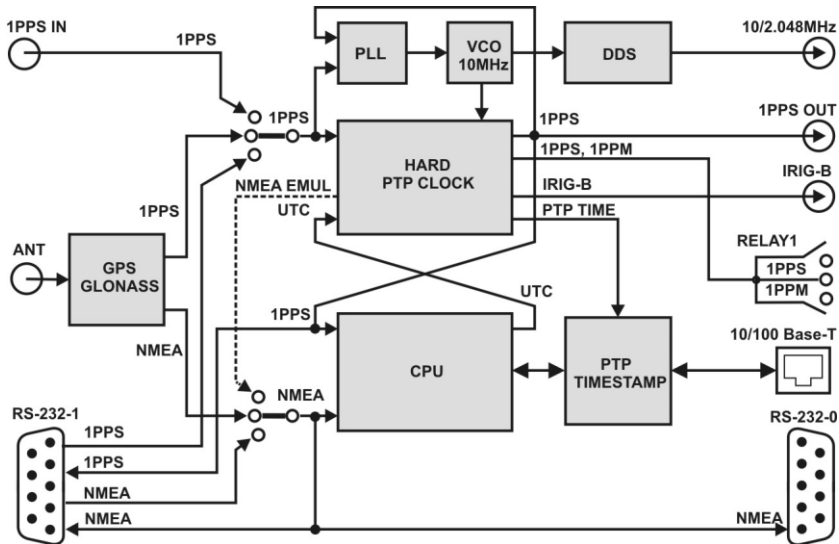 1PPS IN
1PPS
PLL
VCO
10MHz
DDS
10/2.048MHz
1PPS
HARD
PTP CLOCK
1PPS
1PPS OUT
1PPS, 1PPM
IRIG-B
IRIG-B
PTP TIME
NMEA EMUL
UTC
1PPS
ANT
GPS
GLONASS
RELAY1
1PPS
1PPM
UTC
1PPS
NMEA
CPU
PTP
TIMESTAMP
10/100 Base-T
NMEA
RS-232-1
1PPS
1PPS
NMEA
NMEA
RS-232-0
NMEA